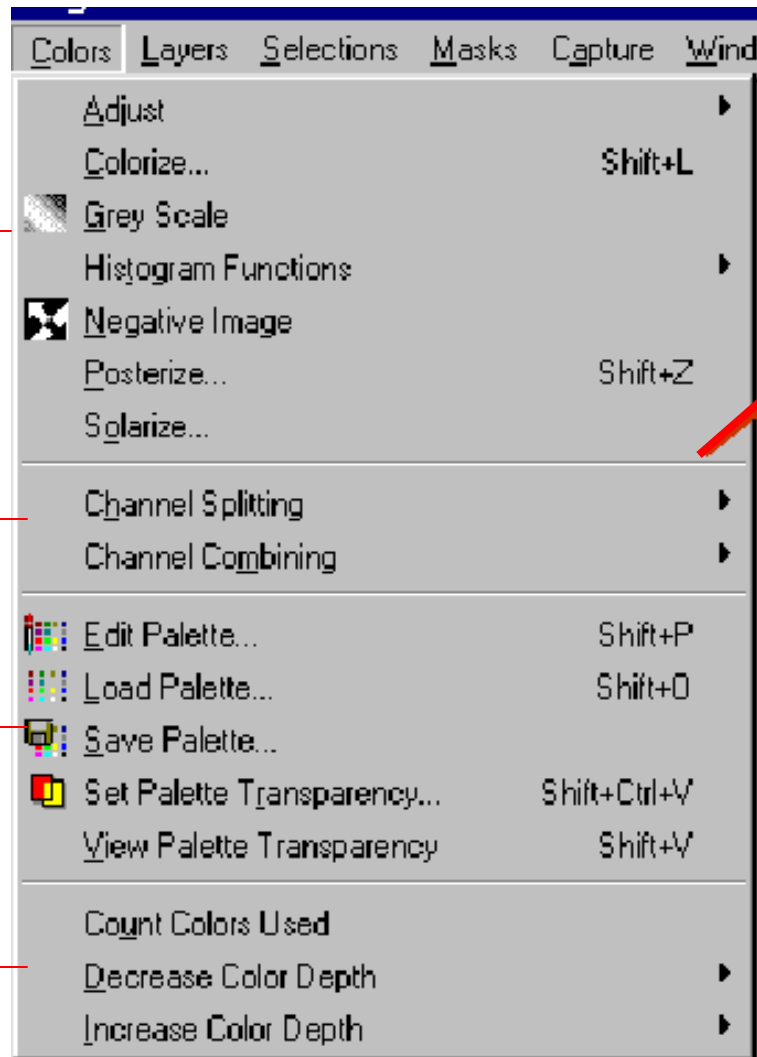 Colors Layers Selections Masks Capture Wind
Adjust
Colorize... Shift+L
Grey Scale
Histogram Functions
Negative Image
Posterize... Shift+Z
Solarize...
Channel Splitting
Channel Combining
Edit Palette... Shift+P
Load Palette... Shift+O
Save Palette...
Set Palette Transparency... Shift+Ctrl+V
View Palette Transparency Shift+V
Count Colors Used
Decrease Color Depth
Increase Color Depth